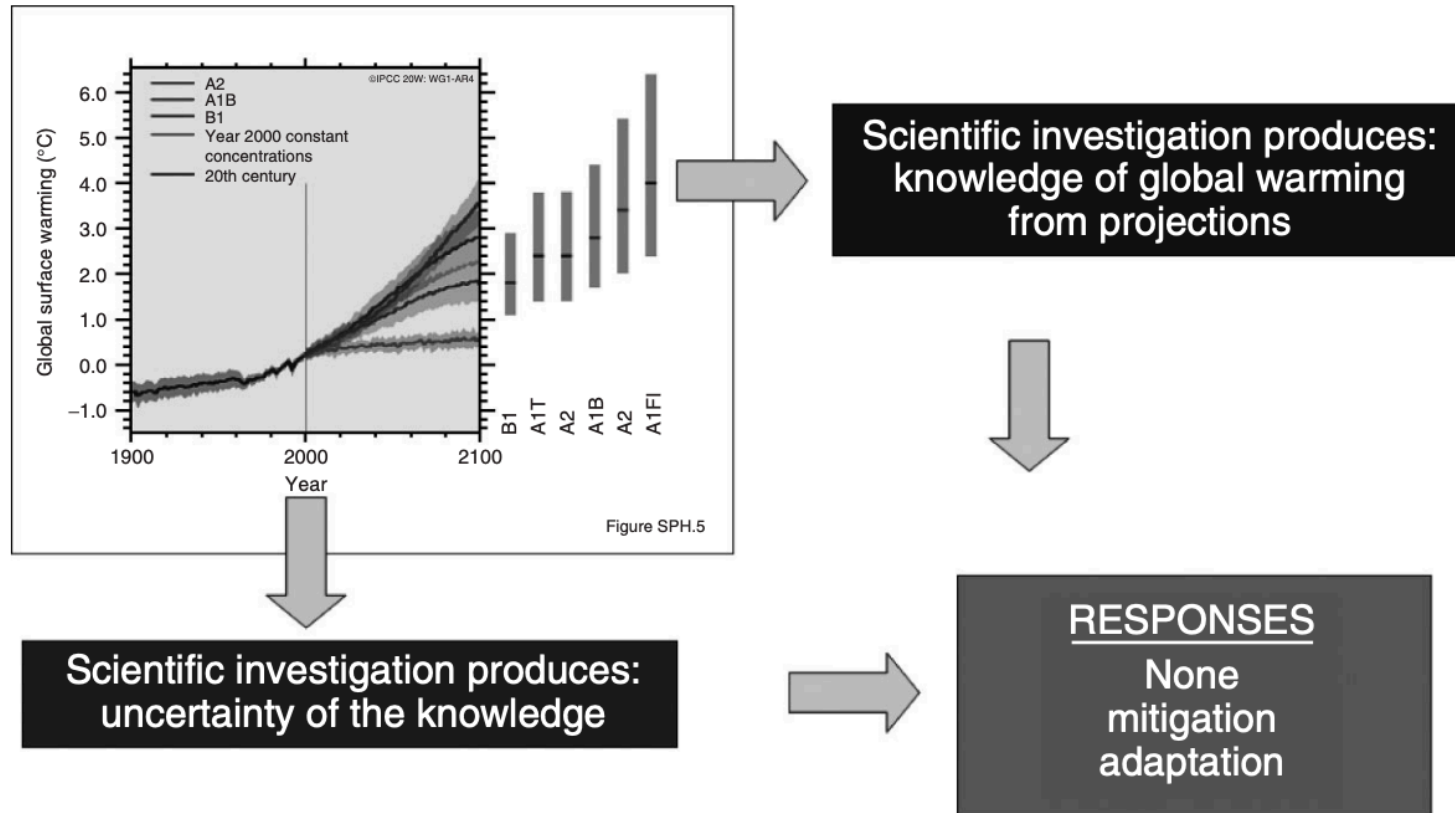 ©IPCC 20W: WG1-AR4
A2
A1B
B1
Year 2000 constant
concentrations
20th century
Global surface warming (°C)
6.0
5.0
4.0
3.0
2.0
1.0
0.0
−1.0
1900
2000
2100
Year
B1
A1T
A2
A1B
A2
A1FI
Figure SPH.5
Scientific investigation produces:
knowledge of global warming
from projections
Scientific investigation produces:
uncertainty of the knowledge
RESPONSES
None
mitigation
adaptation